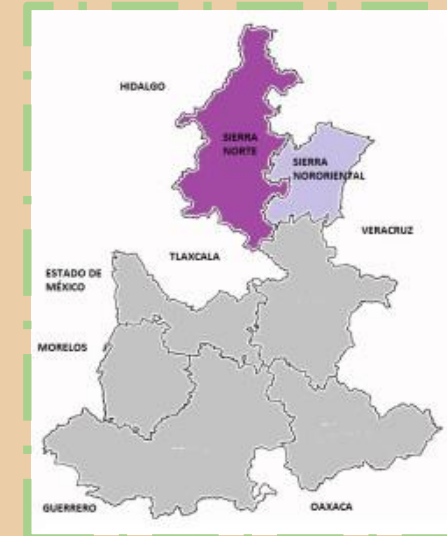 HIDALGO
SIERRA
NORTE
SIERRA
NORORIENTAL
VERACRUZ
TLAXCALA
ESTADO DE
MÉXICO
MORELOS
GUERRERO
OAXACA